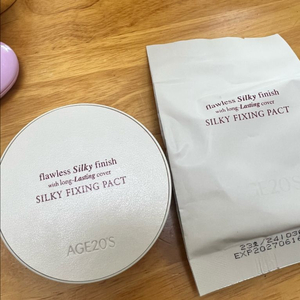 flawless Silky finish
with long-Lasting cover
SILKY FIXING PACT
AGE20'S
flawless Silky finish
with long-Lasting cover
SILKY FIXING PACT
AGE20'S